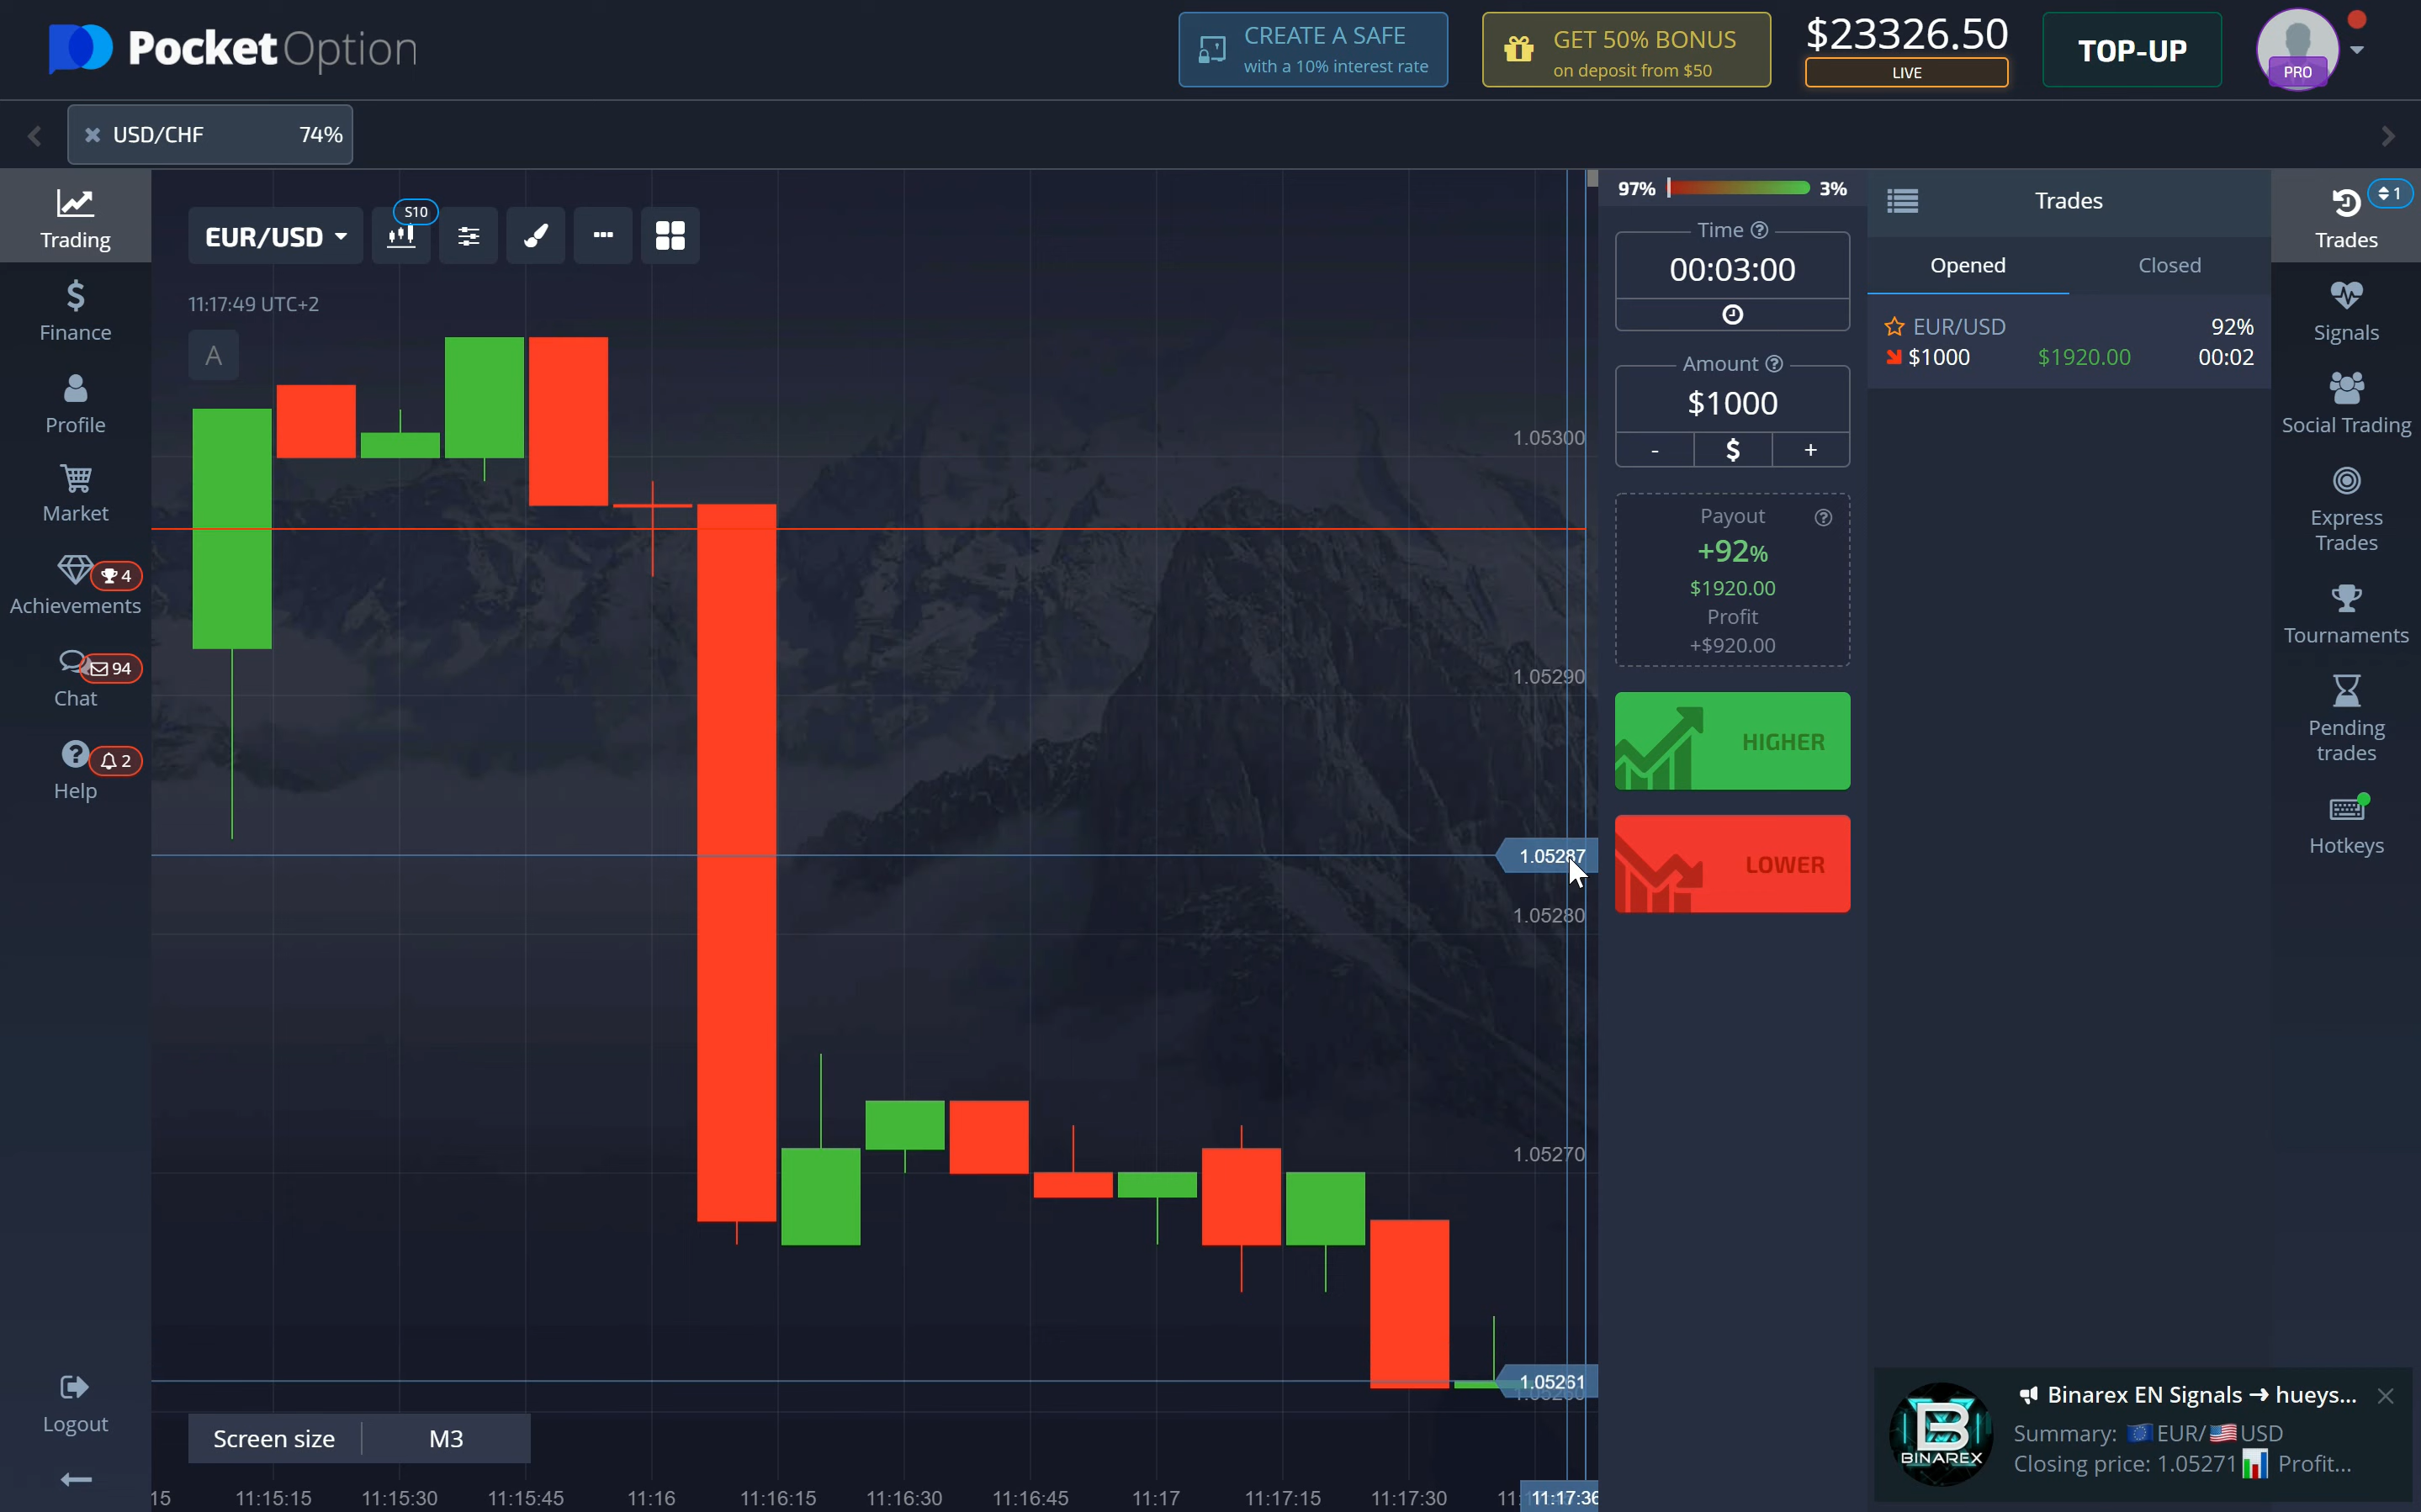 PocketOption
CREATE A SAFE
with a 10% interest rate
GET 50% BONUS
on deposit from $50
$23326.50
LIVE
TOP-UP
PRO
USD/CHF 74%
Trading
Finance
Profile
Market
4
Achievements
94
Chat
2
Help
Logout
EUR/USD
S10
11:17:49 UTC+2
A
1.05300
1.05290
1.05287
1.05280
1.05270
1.05261
Screen size M3
15 11:15:15 11:15:30 11:15:45 11:16 11:16:15 11:16:30 11:16:45 11:17 11:17:15 11:17:30 11:17:36
97% 3%
Time
00:03:00
Amount
$1000
- $ +
Payout
+92%
$1920.00
Profit
+$920.00
HIGHER
LOWER
Trades
Opened Closed
EUR/USD 92%
$1000 $1920.00 00:02
1
Trades
Signals
Social Trading
Express
Trades
Tournaments
Pending
trades
Hotkeys
BINAREX
Binarex EN Signals → hueys...
Summary: 🇪🇺EUR/🇺🇸USD
Closing price: 1.05271📊 Profit...